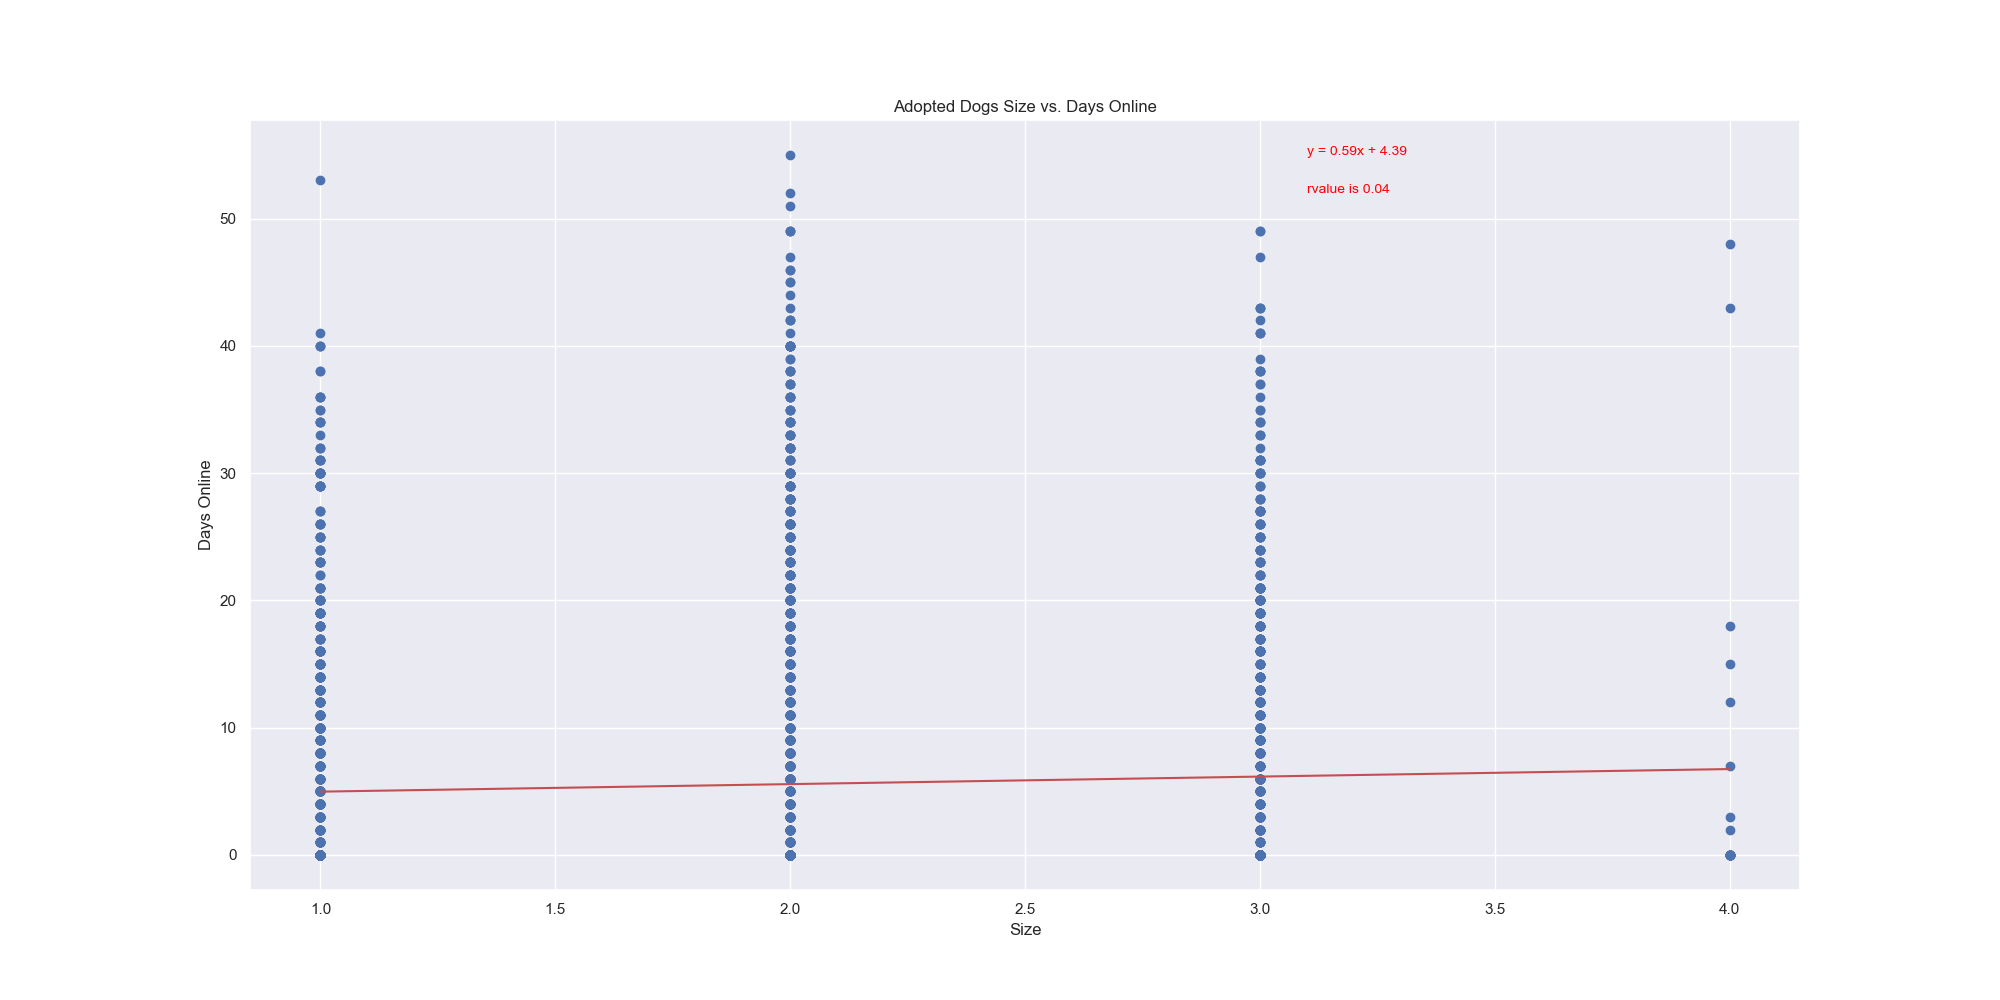 Adopted Dogs Size vs. Days Online
y = 0.59x + 4.39
rvalue is 0.04
Days Online
50
40
30
20
10
0
1.0 1.5 2.0 2.5 3.0 3.5 4.0
Size